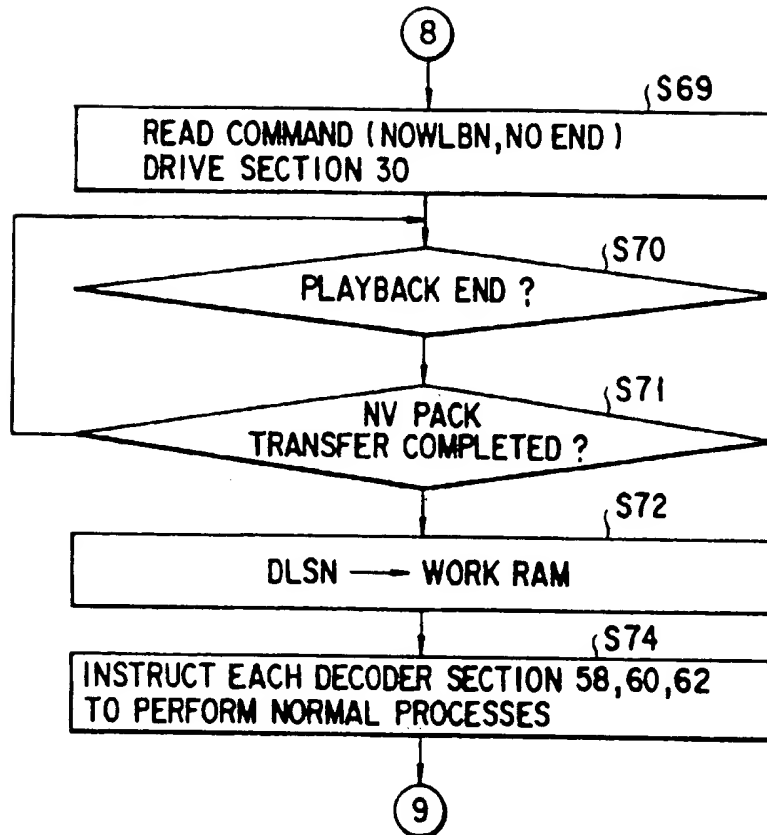 8
S69
READ COMMAND (NOWLBN,NO END)
DRIVE SECTION 30
S70
PLAYBACK END ?
S71
NV PACK
TRANSFER COMPLETED ?
S72
DLSN → WORK RAM
S74
INSTRUCT EACH DECODER SECTION 58,60,62
TO PERFORM NORMAL PROCESSES
9